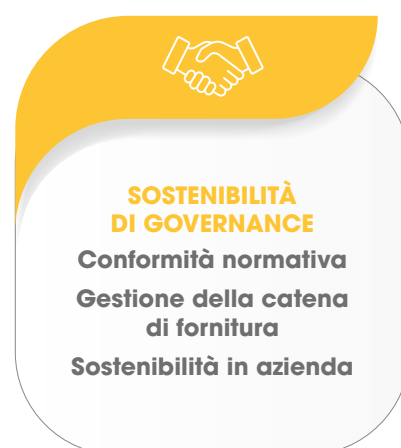 SOSTENIBILITÀ
DI GOVERNANCE
Conformità normativa
Gestione della catena
di fornitura
Sostenibilità in azienda